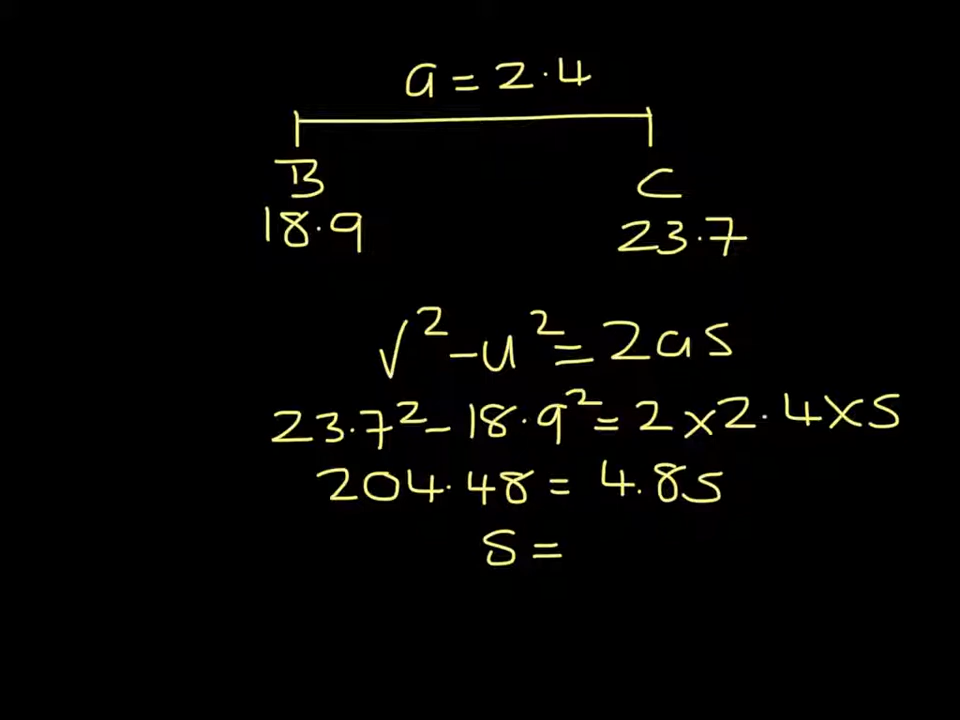 a = 2.4
B C
18.9 23.7
v² - u² = 2as
23.7² - 18.9² = 2 x 2.4 x s
204.48 = 4.8s
s =